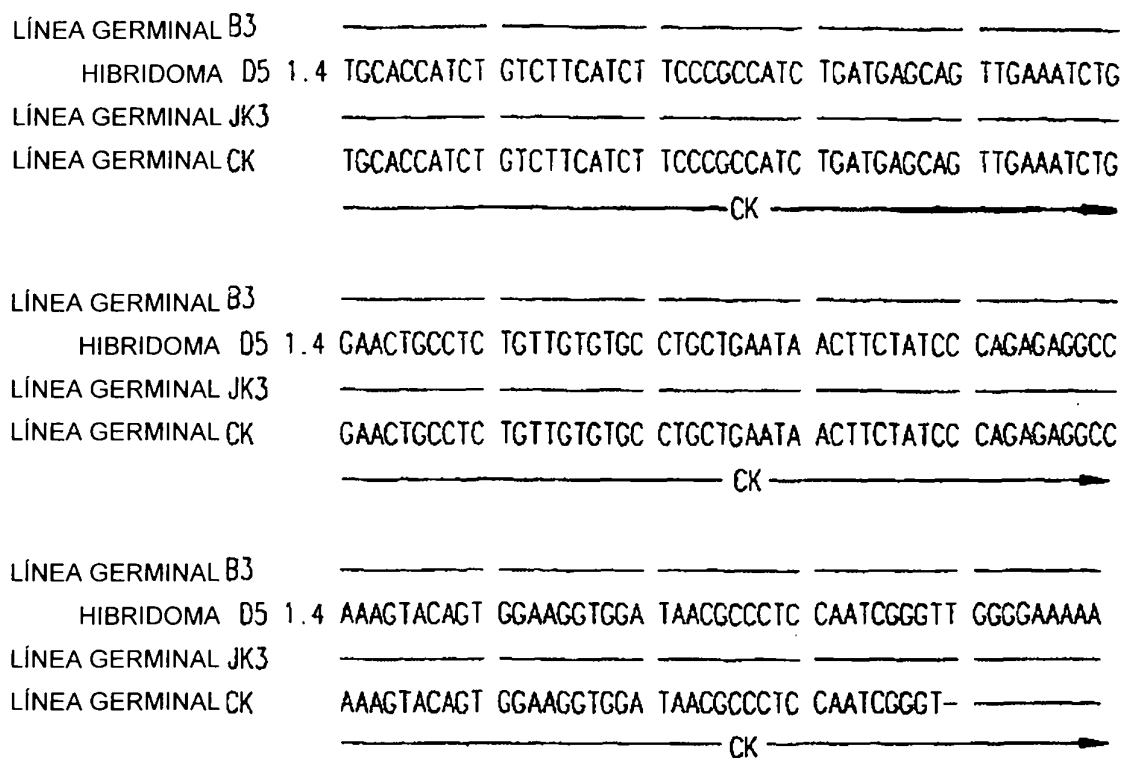 LÍNEA GERMINAL B3
HIBRIDOMA D5 1.4 TGCACCATCT GTCTTCATCT TCCCGCCATC TGATGAGCAG TTGAAATCTG
LÍNEA GERMINAL JK3
LÍNEA GERMINAL CK TGCACCATCT GTCTTCATCT TCCCGCCATC TGATGAGCAG TTGAAATCTG
CK
LÍNEA GERMINAL B3
HIBRIDOMA D5 1.4 GAACTGCCTC TGTTGTGTGC CTGCTGAATA ACTTCTATCC CAGAGAGGCC
LÍNEA GERMINAL JK3
LÍNEA GERMINAL CK GAACTGCCTC TGTTGTGTGC CTGCTGAATA ACTTCTATCC CAGAGAGGCC
CK
LÍNEA GERMINAL B3
HIBRIDOMA D5 1.4 AAAGTACAGT GGAAGGTGGA TAACGCCCTC CAATCGGGTT GGGGAAAAA
LÍNEA GERMINAL JK3
LÍNEA GERMINAL CK AAAGTACAGT GGAAGGTGGA TAACGCCCTC CAATCGGGT-
CK